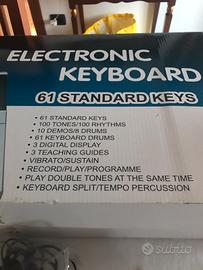 ELECTRONIC
KEYBOARD
61 STANDARD KEYS
• 61 STANDARD KEYS
• 100 TONES/100 RHYTHMS
• 10 DEMOS/8 DRUMS
• 61 KEYBOARD DRUMS
• 3 DIGITAL DISPLAY
• 3 TEACHING GUIDES
• VIBRATO/SUSTAIN
• RECORD/PLAY/PROGRAMME
• PLAY DOUBLE TONES AT THE SAME TIME
• KEYBOARD SPLIT/TEMPO PERCUSSION
subito